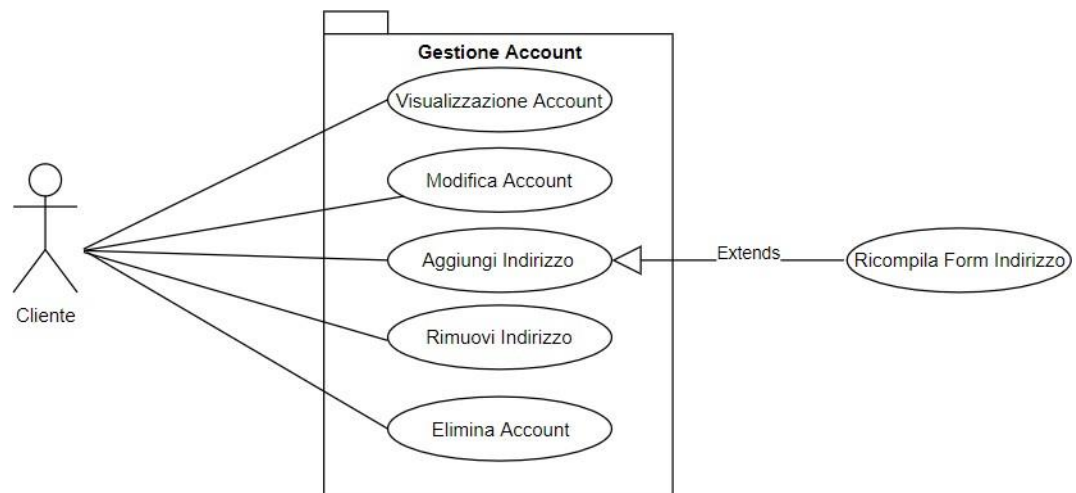 Gestione Account
Visualizzazione Account
Modifica Account
Aggiungi Indirizzo
Extends
Ricompila Form Indirizzo
Cliente
Rimuovi Indirizzo
Elimina Account